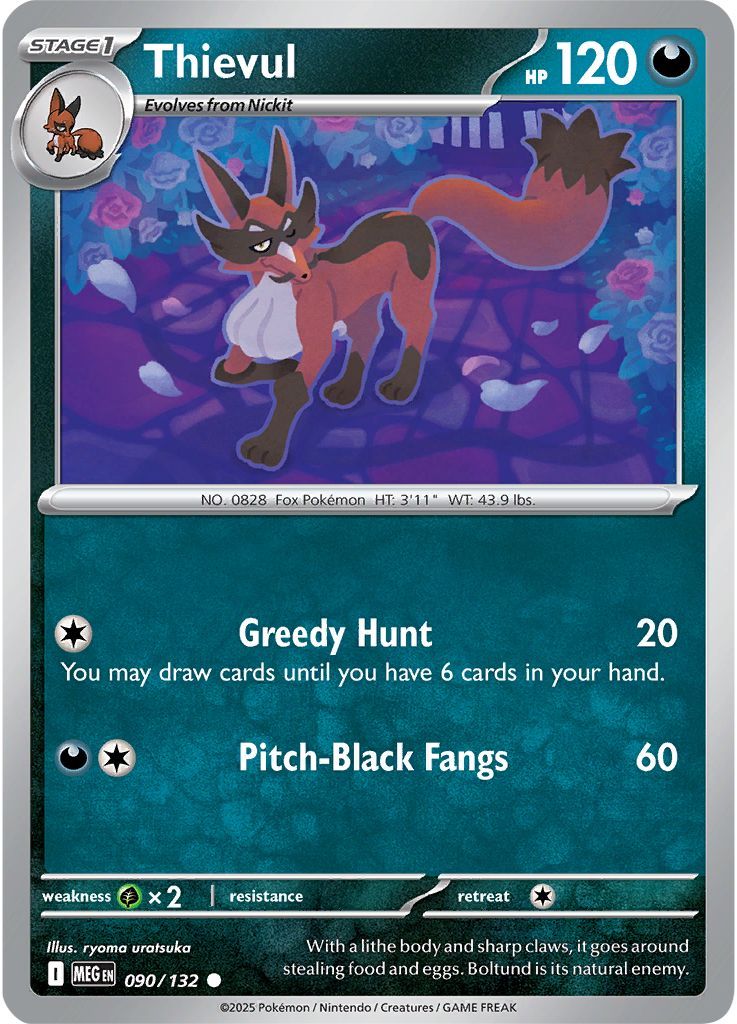 STAGE1
Thievul
HP 120
Evolves from Nickit
NO. 0828 Fox Pokémon HT: 3'11" WT: 43.9 lbs.
Greedy Hunt 20
You may draw cards until you have 6 cards in your hand.
Pitch-Black Fangs 60
weakness ×2 resistance retreat
Illus. ryoma uratsuka
With a lithe body and sharp claws, it goes around
stealing food and eggs. Boltund is its natural enemy.
I MEG EN 090/132
©2025 Pokémon / Nintendo / Creatures / GAME FREAK